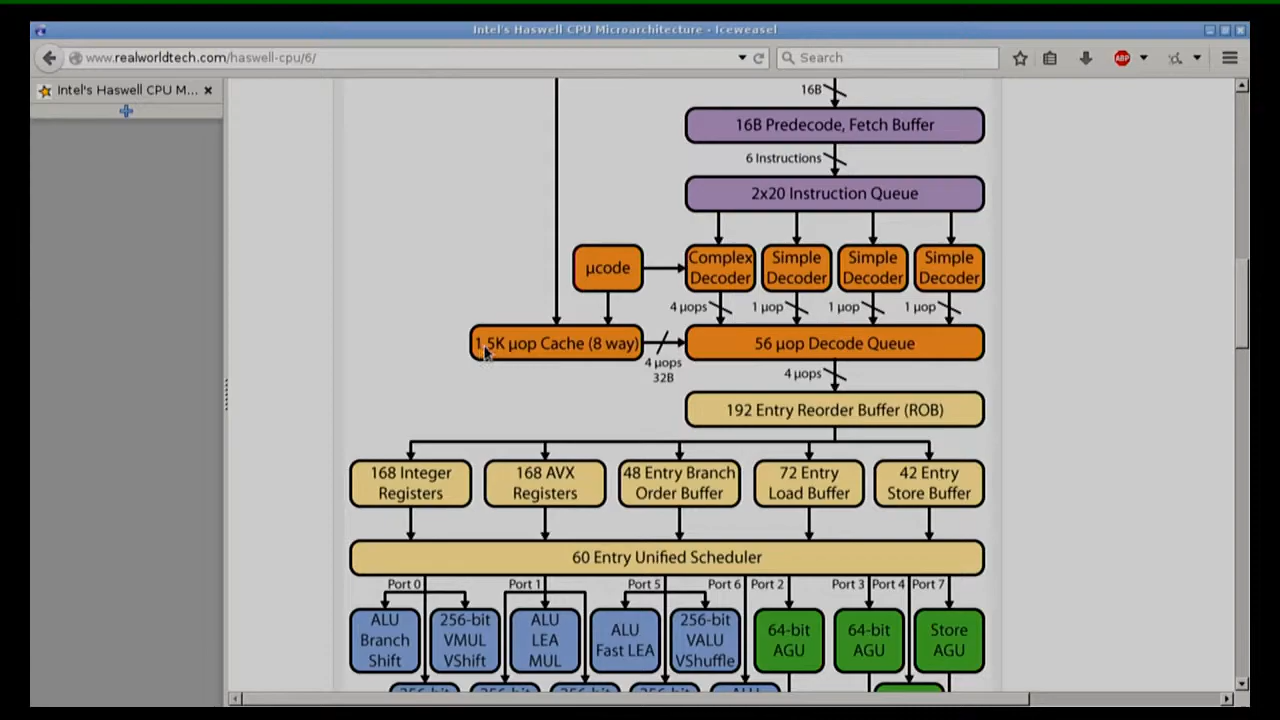 Intel's Haswell CPU Microarchitecture - Iceweasel
www.realworldtech.com/haswell-cpu/6/
Search
ABP
Intel's Haswell CPU M...
16B
16B Predecode, Fetch Buffer
6 Instructions
2x20 Instruction Queue
µcode
Complex
Decoder
Simple
Decoder
Simple
Decoder
Simple
Decoder
4 µops
1 µop
1 µop
1 µop
1.5K µop Cache (8 way)
4 µops
32B
56 µop Decode Queue
4 µops
192 Entry Reorder Buffer (ROB)
168 Integer
Registers
168 AVX
Registers
48 Entry Branch
Order Buffer
72 Entry
Load Buffer
42 Entry
Store Buffer
60 Entry Unified Scheduler
Port 0
Port 1
Port 5
Port 6
Port 2
Port 3
Port 4
Port 7
ALU
Branch
Shift
256-bit
VMUL
VShift
ALU
LEA
MUL
ALU
Fast LEA
256-bit
VALU
VShuffle
64-bit
AGU
64-bit
AGU
Store
AGU